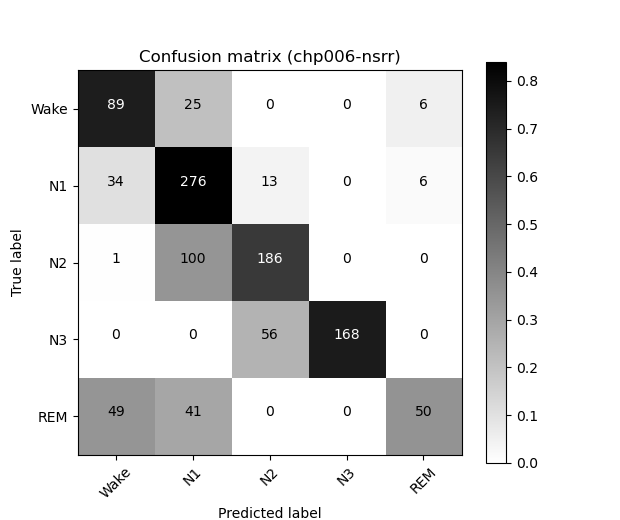 Confusion matrix (chp006-nsrr)
True label
Wake 89 25 0 0 6
N1 34 276 13 0 6
N2 1 100 186 0 0
N3 0 0 56 168 0
REM 49 41 0 0 50
Wake N1 N2 N3 REM
Predicted label
0.8
0.7
0.6
0.5
0.4
0.3
0.2
0.1
0.0